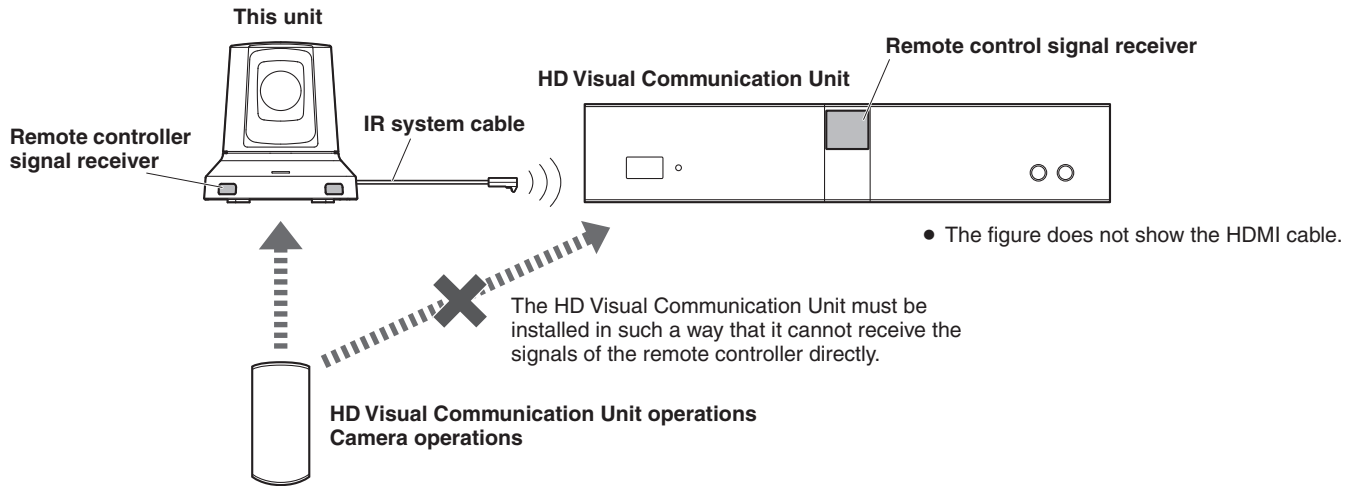 This unit
Remote control signal receiver
HD Visual Communication Unit
IR system cable
Remote controller
signal receiver
● The figure does not show the HDMI cable.
The HD Visual Communication Unit must be
installed in such a way that it cannot receive the
signals of the remote controller directly.
HD Visual Communication Unit operations
Camera operations